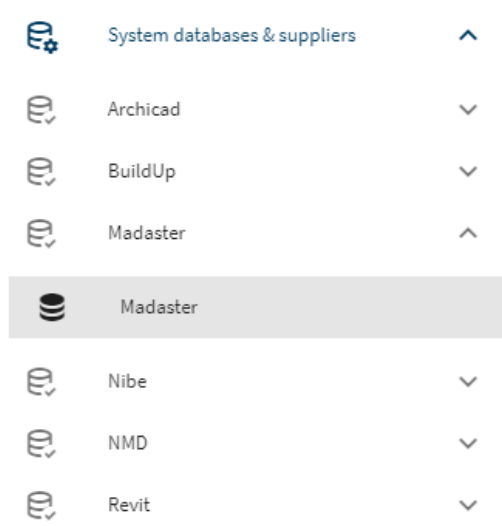 System databases & suppliers
Archicad
BuildUp
Madaster
Madaster
Nibe
NMD
Revit